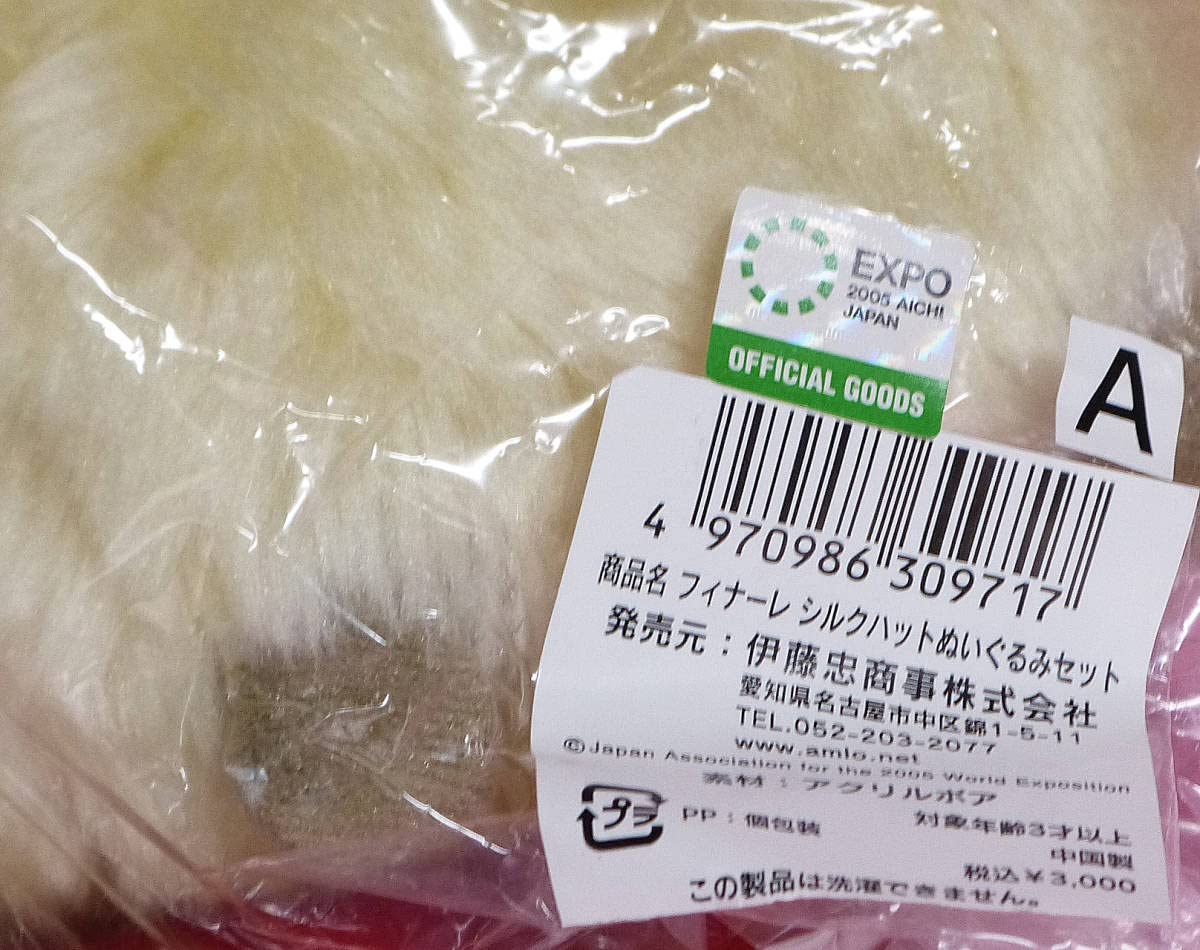 EXPO
2005 AICHI
JAPAN
OFFICIAL GOODS
A
4 970986 309717
商品名 フィナーレ シルクハットぬいぐるみセット
発売元：伊藤忠商事株式会社
愛知県名古屋市中区錦1-5-11
TEL.052-203-2077
www.amlo.net
©Japan Association for the 2005 World Exposition
素材：アクリルボア
プラ
PP：個包装
対象年齢3才以上
中国製
税込￥3,000
この製品は洗濯できません。